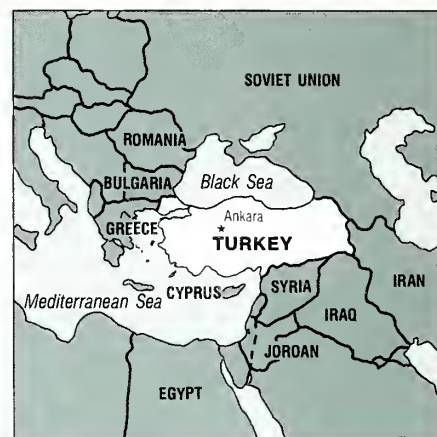 SOVIET UNION
ROMANIA
BULGARIA
Black Sea
GREECE
Ankara
TURKEY
Mediterranean Sea
CYPRUS
SYRIA
IRAN
IRAQ
JOROAN
EGYPT